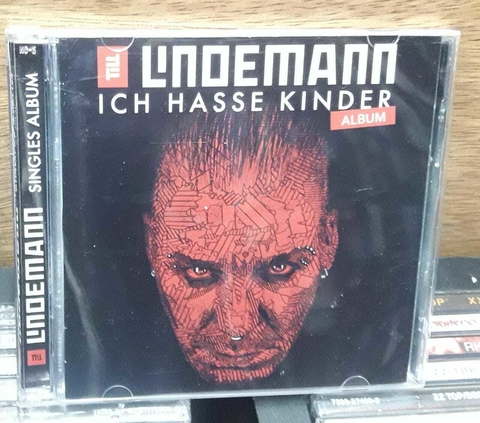 TILL LINDEMANN
ICH HASSE KINDER
ALBUM
TILL LINDEMANN SINGLES ALBUM
ZZ TOP